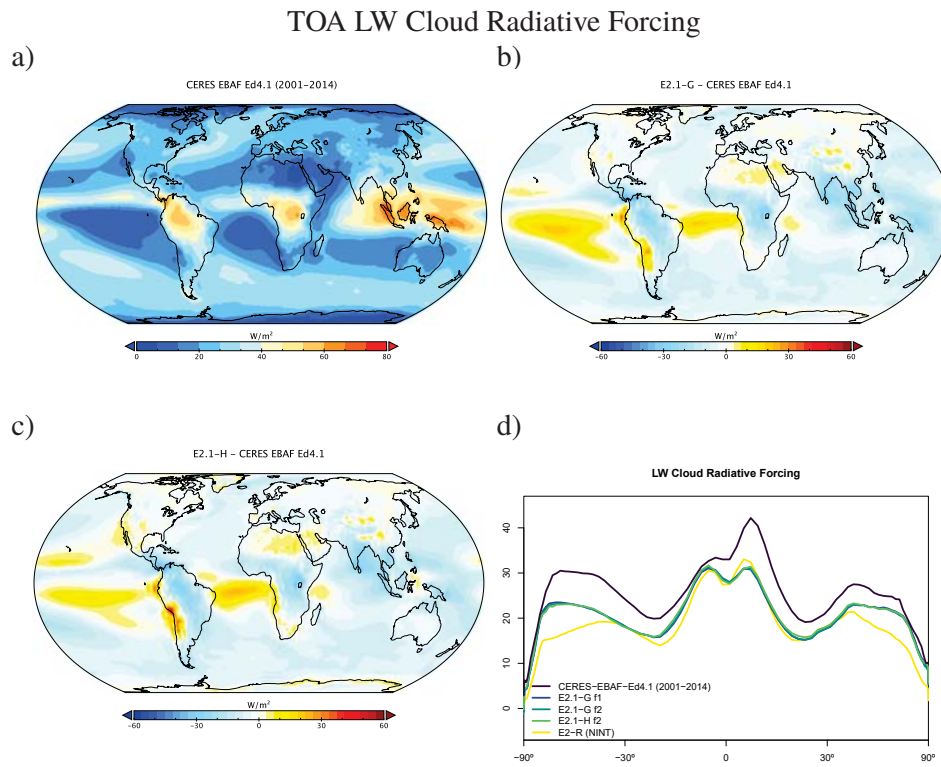 TOA LW Cloud Radiative Forcing
a)
CERES EBAF Ed4.1 (2001-2014)
W/m²
0 20 40 60 80
b)
E2.1-G - CERES EBAF Ed4.1
W/m²
-60 -30 0 30 60
c)
E2.1-H - CERES EBAF Ed4.1
W/m²
-60 -30 0 30 60
d)
LW Cloud Radiative Forcing
40
30
20
10
0
CERES-EBAF-Ed4.1 (2001-2014)
E2.1-G f1
E2.1-G f2
E2.1-H f2
E2-R (NINT)
-90° -30° 0 30° 90°